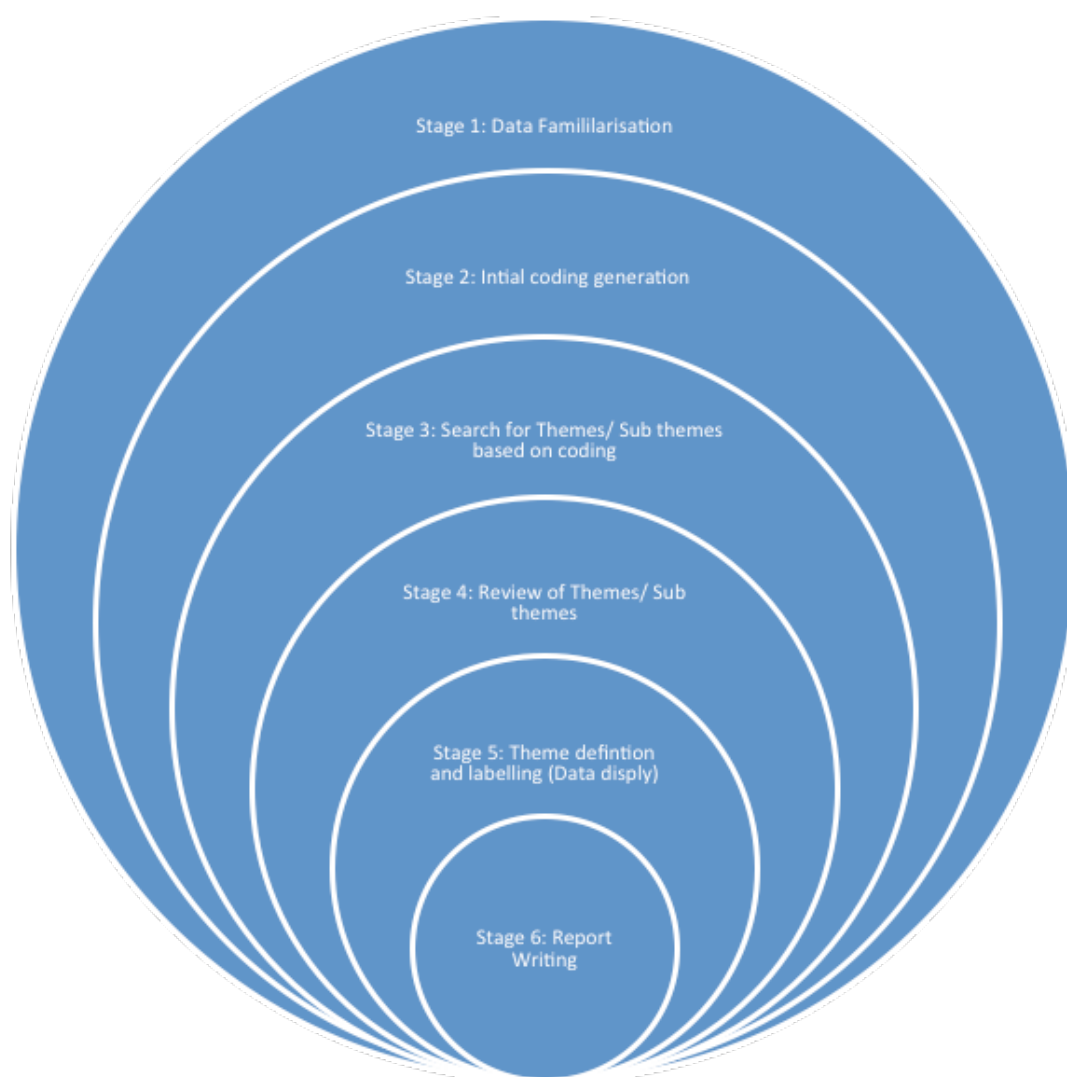 Stage 1: Data Famililarisation
Stage 2: Intial coding generation
Stage 3: Search for Themes/ Sub themes
based on coding
Stage 4: Review of Themes/ Sub
themes
Stage 5: Theme defintion
and labelling (Data disply)
Stage 6: Report
Writing